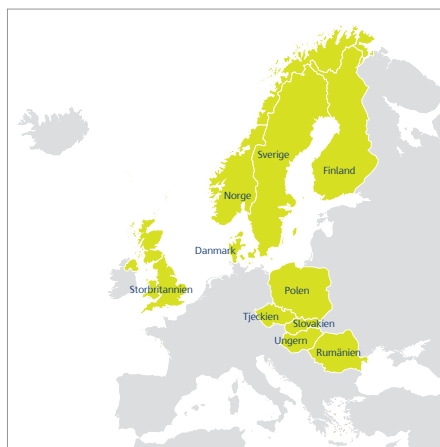 Sverige
Finland
Norge
Danmark
Storbritannien
Polen
Tjeckien
Slovakien
Ungern
Rumänien